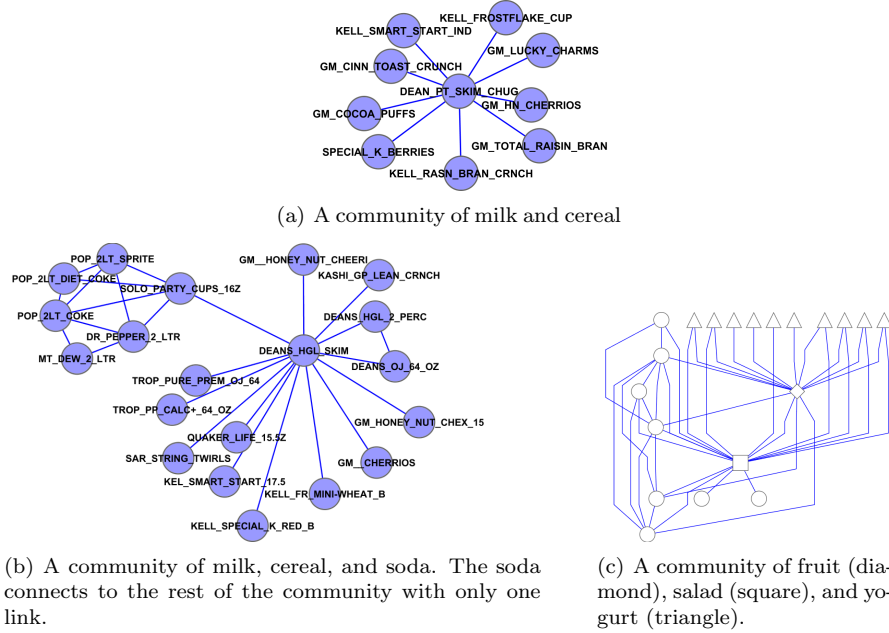 KELL_FROSTFLAKE_CUP
KELL_SMART_START_IND
GM_LUCKY_CHARMS
GM_CINN_TOAST_CRUNCH
DEAN_PT_SKIM_CHUG
GM_HN_CHERRIOS
GM_COCOA_PUFFS
GM_TOTAL_RAISIN_BRAN
SPECIAL_K_BERRIES
KELL_RASN_BRAN_CRNCH
(a) A community of milk and cereal
POP_2LT_SPRITE
POP_2LT_DIET_COKE
SOLO_PARTY_CUPS_16Z
POP_2LT_COKE
DR_PEPPER_2_LTR
MT_DEW_2_LTR
GM__HONEY_NUT_CHEERI
KASHI_GP_LEAN_CRNCH
DEANS_HGL_2_PERC
DEANS_HGL_SKIM
DEANS_OJ_64_OZ
TROP_PURE_PREM_OJ_64
TROP_PP_CALC+_64_OZ
GM_HONEY_NUT_CHEX_15
QUAKER_LIFE_15.5Z
SAR_STRING_TWIRLS
GM__CHERRIOS
KEL_SMART_START_17.5
KELL_FR_MINI-WHEAT_B
KELL_SPECIAL_K_RED_B
(b) A community of milk, cereal, and soda. The soda
connects to the rest of the community with only one
link.
(c) A community of fruit (dia-
mond), salad (square), and yo-
gurt (triangle).